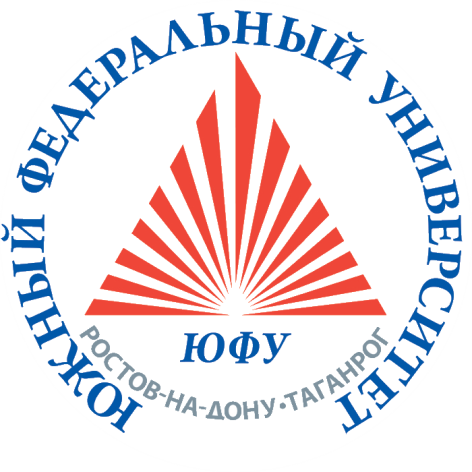 ЮЖНЫЙ ФЕДЕРАЛЬНЫЙ УНИВЕРСИТЕТ
ЮФУ
РОСТОВ-НА-ДОНУ·ТАГАНРОГ